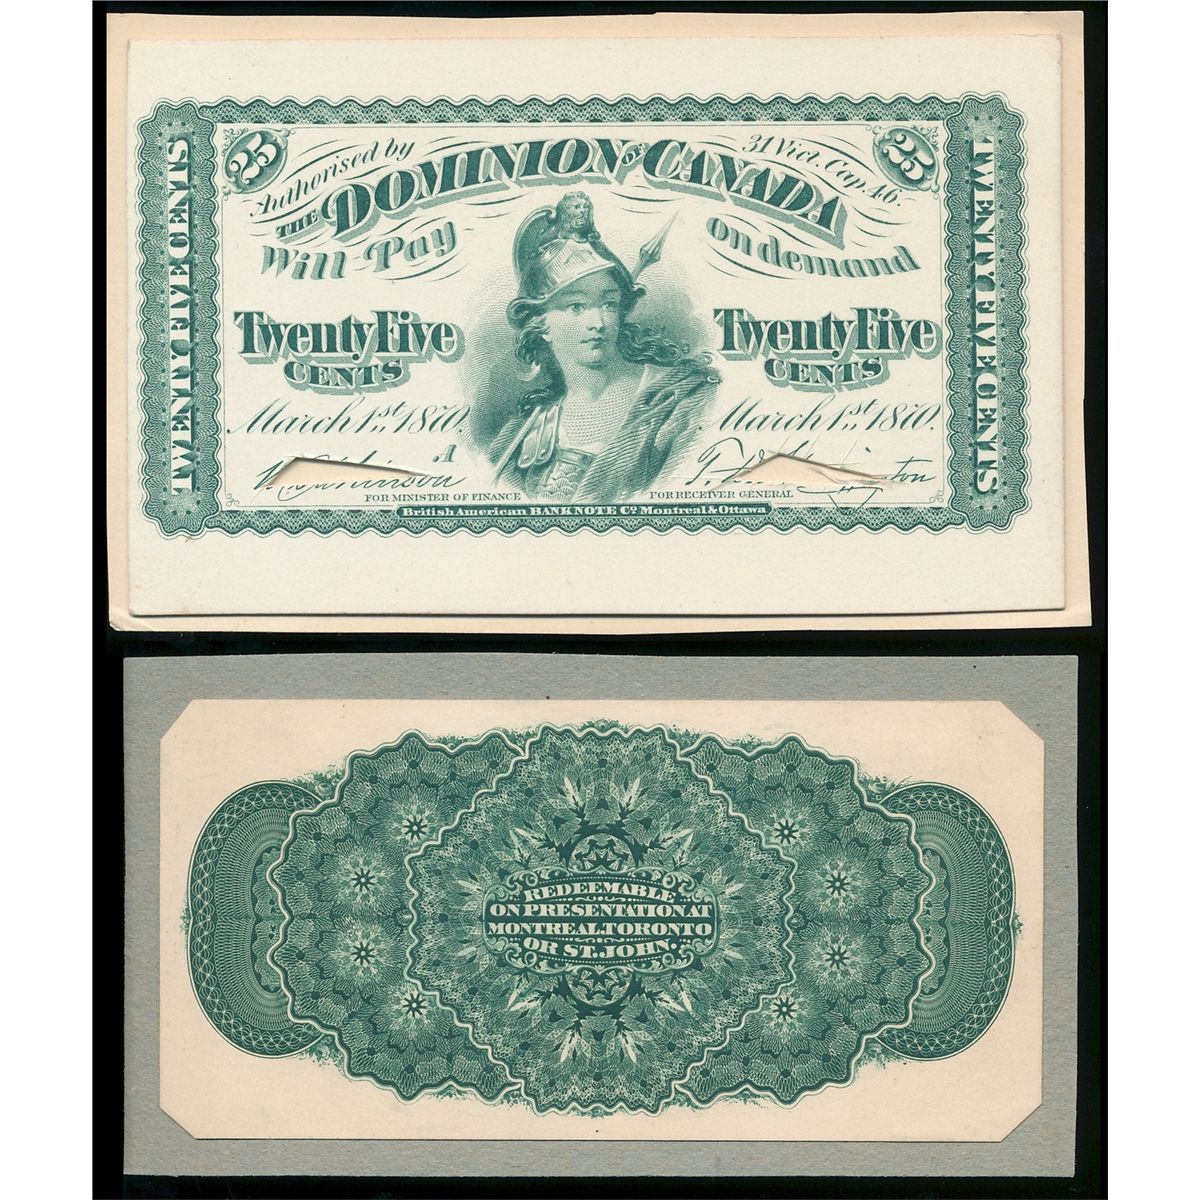 25
25
Authorised by
31 Vict. Cap. 46.
THE DOMINION OF CANADA
Will Pay
on demand
TWENTY FIVE CENTS
TWENTY FIVE CENTS
Twenty Five
CENTS
Twenty Five
CENTS
March 1st, 1870.
March 1st, 1870.
A
FOR MINISTER OF FINANCE
FOR RECEIVER GENERAL
British American BANK NOTE Co. Montreal & Ottawa
REDEEMABLE
ON PRESENTATION AT
MONTREAL, TORONTO
OR ST. JOHN.